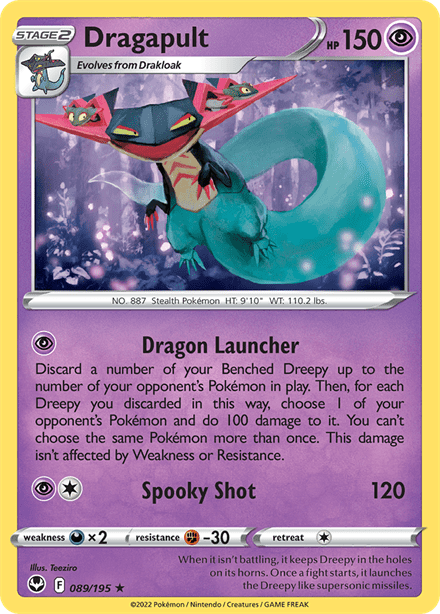 STAGE2 Dragapult HP 150
Evolves from Drakloak
NO. 887 Stealth Pokémon HT: 9'10" WT: 110.2 lbs.
Dragon Launcher
Discard a number of your Benched Dreepy up to the
number of your opponent's Pokémon in play. Then, for each
Dreepy you discarded in this way, choose 1 of your
opponent's Pokémon and do 100 damage to it. You can't
choose the same Pokémon more than once. This damage
isn't affected by Weakness or Resistance.
Spooky Shot 120
weakness ×2 resistance -30 retreat
Illus. Teeziro
F 089/195 ★
When it isn't battling, it keeps Dreepy in the holes
on its horns. Once a fight starts, it launches
the Dreepy like supersonic missiles.
©2022 Pokémon / Nintendo / Creatures / GAME FREAK